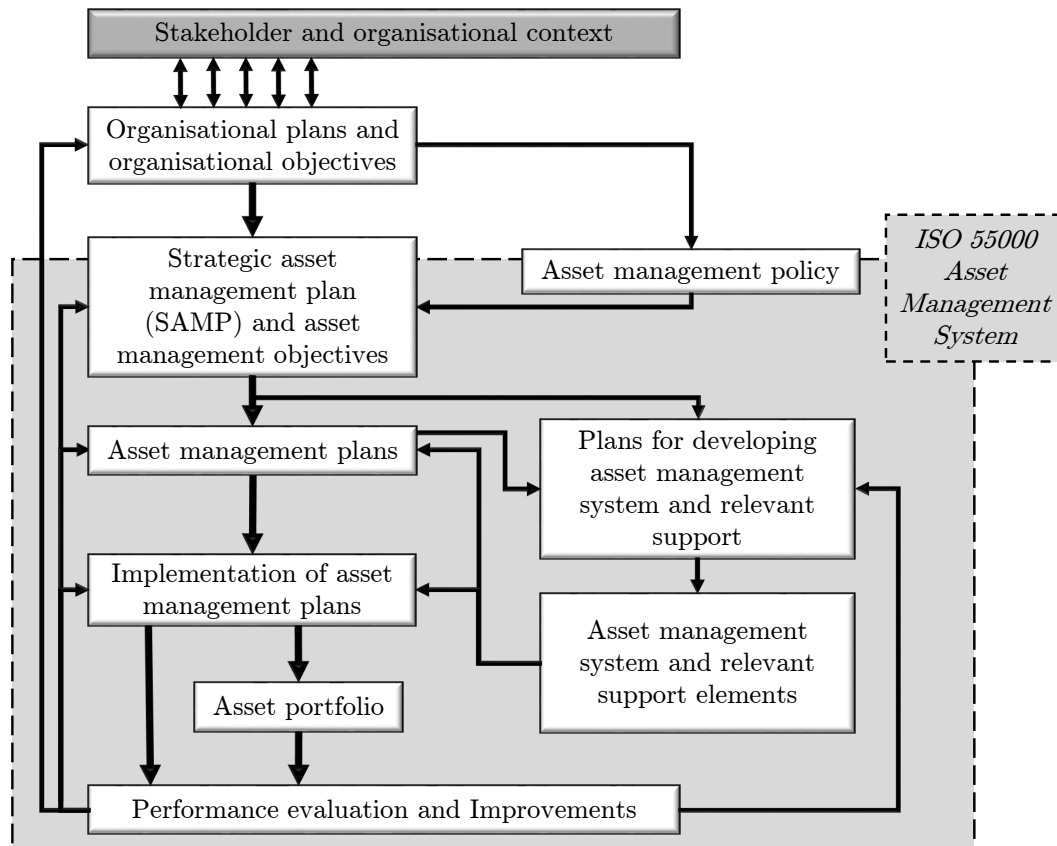 Stakeholder and organisational context
Organisational plans and
organisational objectives
ISO 55000
Asset
Management
System
Strategic asset
management plan
(SAMP) and asset
management objectives
Asset management policy
Asset management plans
Plans for developing
asset management
system and relevant
support
Implementation of asset
management plans
Asset management
system and relevant
support elements
Asset portfolio
Performance evaluation and Improvements